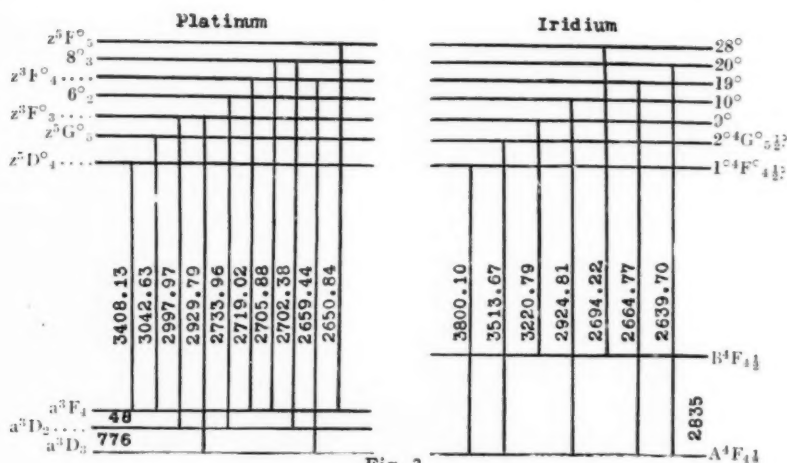 Platinum
Iridium
z⁵F°₅
8°₃
z³F°₄....
6°₂
z³F°₃....
z⁵G°₅
z⁵D°₄....
28°
20°
19°
10°
9°
2°⁴G°₅½?
1°⁴F°₄½?
3408.13
3042.63
2997.97
2929.79
2733.96
2719.02
2705.88
2702.38
2659.44
2650.84
3800.10
3513.67
3220.79
2924.81
2694.22
2664.77
2639.70
a³F₄
48
a³D₂....
776
a³D₃
B⁴F₄½
2835
A⁴F₄½